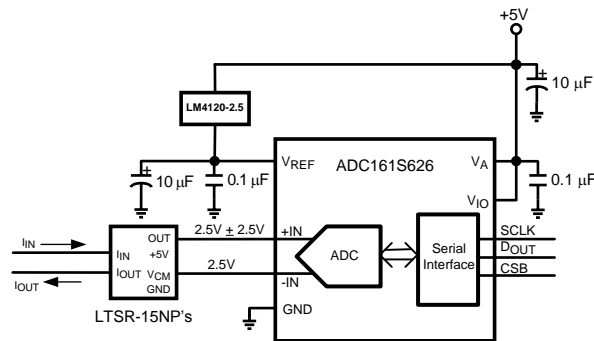 +5V
+
10 µF
LM4120-2.5
+
10 µF
0.1 µF
VREF
ADC161S626
VA
0.1 µF
VIO
IIN
OUT
2.5V ± 2.5V
+IN
SCLK
IIN
+5V
ADC
Serial
Interface
DOUT
IOUT
IOUT
VCM
2.5V
-IN
CSB
GND
GND
LTSR-15NP's